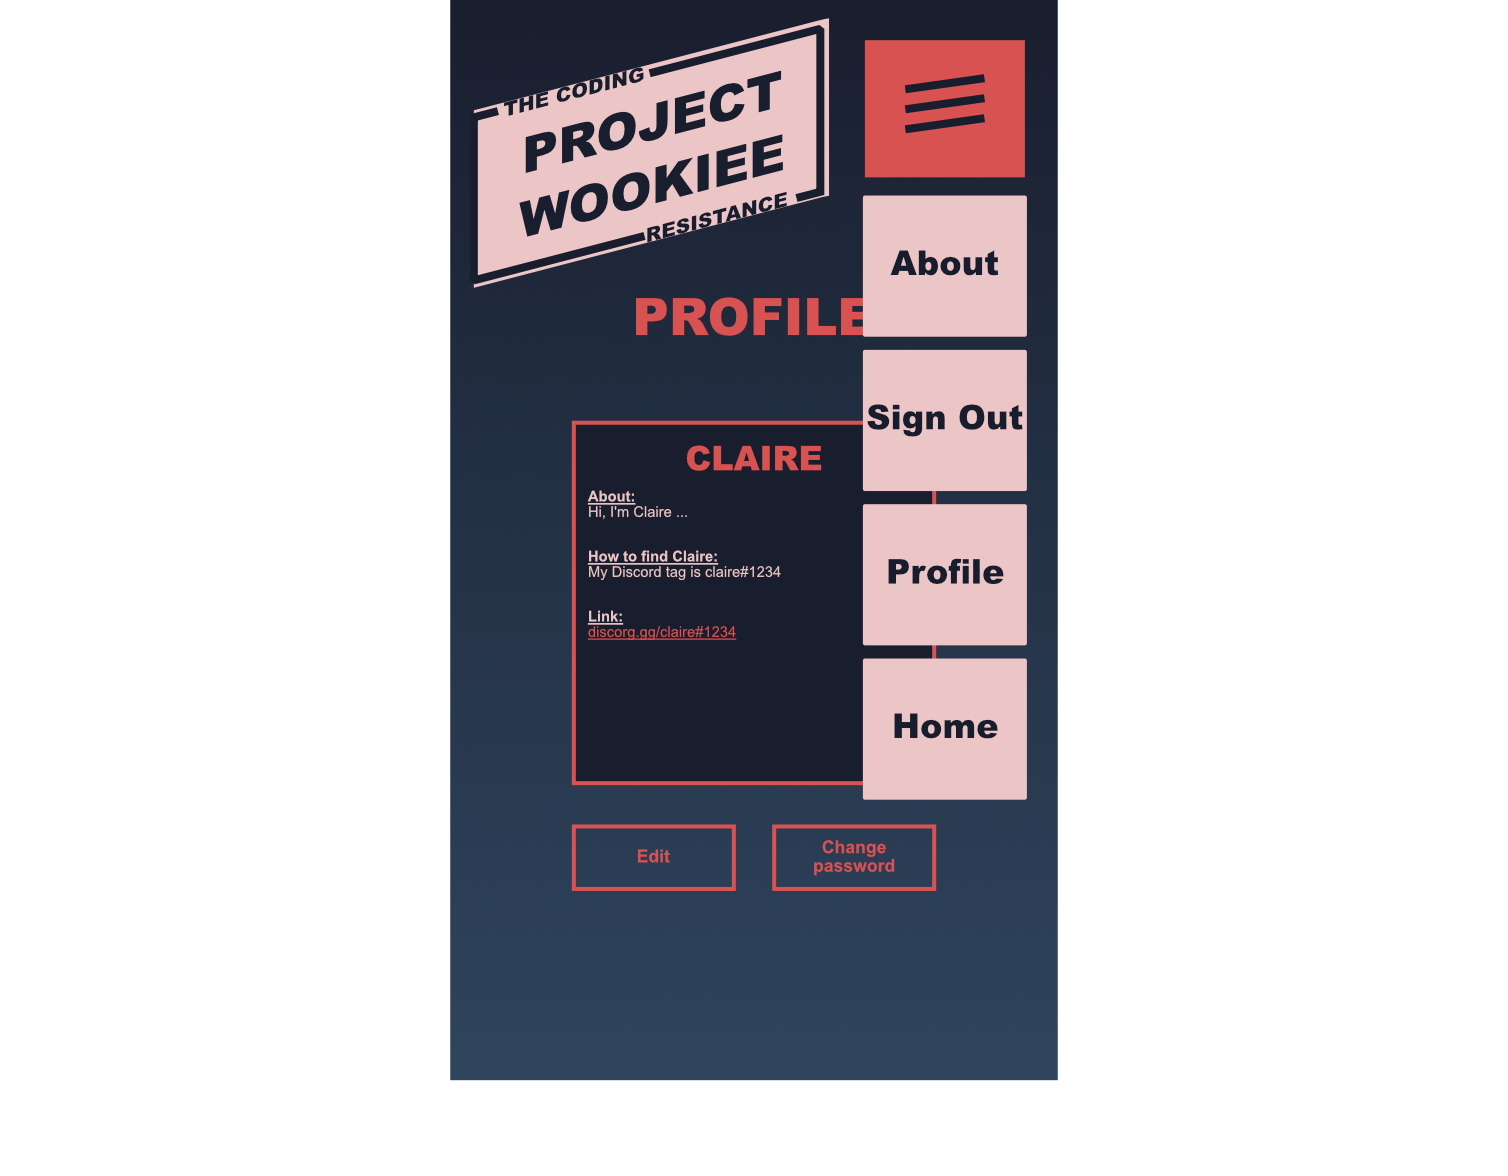 THE CODING
PROJECT
WOOKIEE
RESISTANCE
PROFILE
About
Sign Out
Profile
Home
CLAIRE
About:
Hi, I'm Claire ...
How to find Claire:
My Discord tag is claire#1234
Link:
discorg.gg/claire#1234
Edit
Change
password